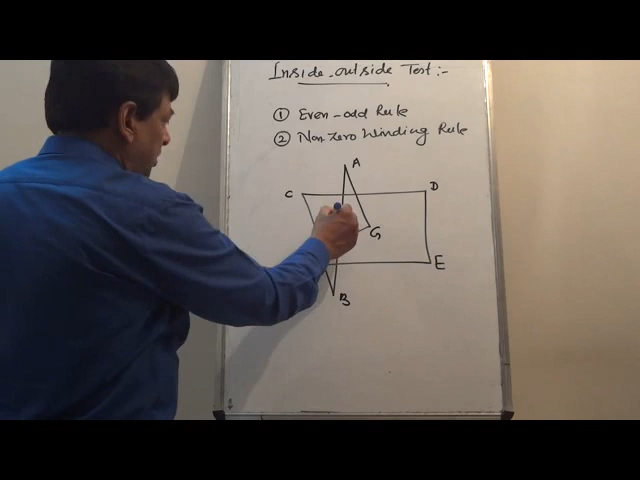 Inside-outside Test:-
① Even-odd Rule
② Non Zero Winding Rule
A
C D
G
E
B